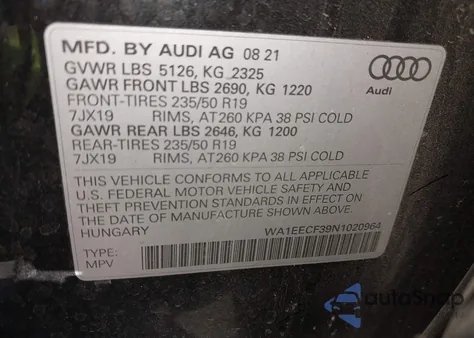 MFD. BY AUDI AG 08 21
GVWR LBS 5126, KG 2325
GAWR FRONT LBS 2690, KG 1220
FRONT-TIRES 235/50 R19
7JX19 RIMS, AT260 KPA 38 PSI COLD
GAWR REAR LBS 2646, KG 1200
REAR-TIRES 235/50 R19
7JX19 RIMS, AT260 KPA 38 PSI COLD
Audi
THIS VEHICLE CONFORMS TO ALL APPLICABLE
U.S. FEDERAL MOTOR VEHICLE SAFETY AND
THEFT PREVENTION STANDARDS IN EFFECT ON
THE DATE OF MANUFACTURE SHOWN ABOVE.
HUNGARY WA1EECF39N1020964
TYPE:
MPV
autoSnap